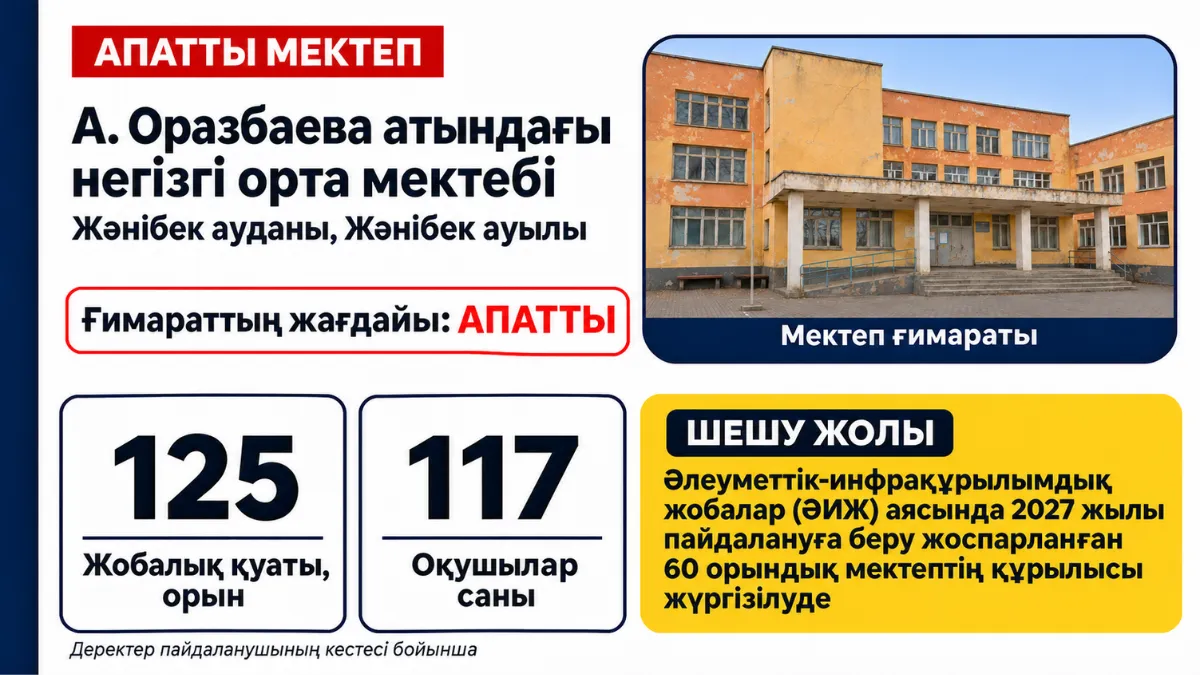 АПАТТЫ МЕКТЕП
А. Оразбаева атындағы
негізгі орта мектебі
Жәнібек ауданы, Жәнібек ауылы
Ғимараттың жағдайы: АПАТТЫ
Мектеп ғимараты
125
Жобалық қуаты,
орын
117
Оқушылар
саны
ШЕШУ ЖОЛЫ
Әлеуметтік-инфрақұрылымдық
жобалар (ӘИЖ) аясында 2027 жылы
пайдалануға беру жоспарланған
60 орындық мектептің құрылысы
жүргізілуде
Деректер пайдаланушының кестесі бойынша